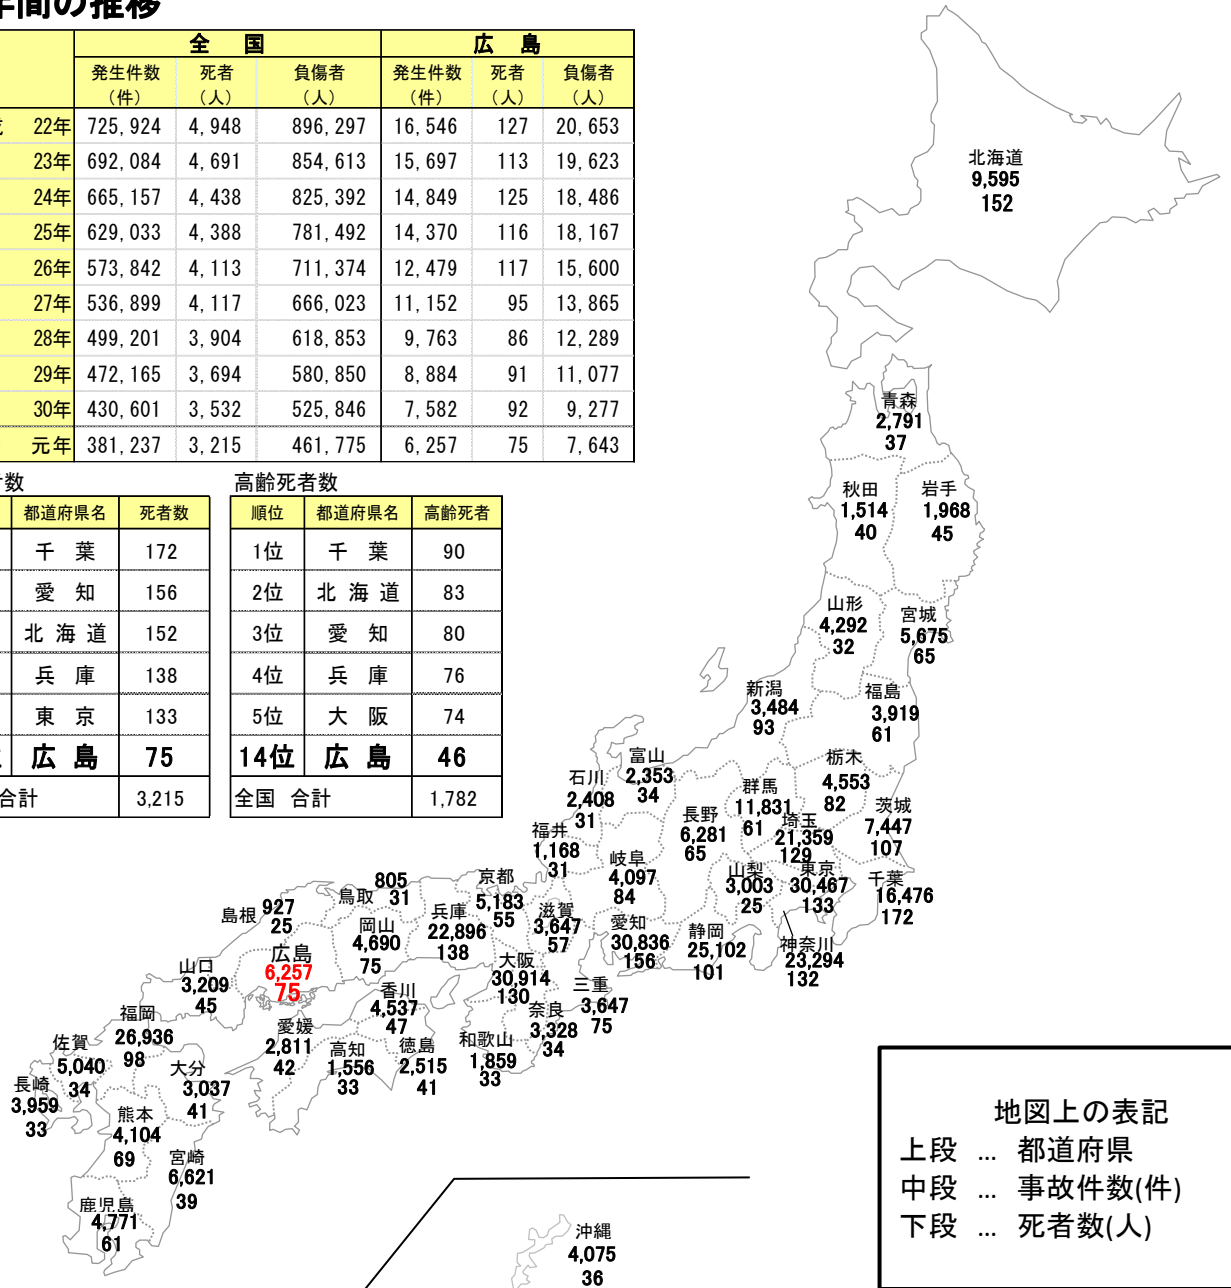 年間の推移
全 国 広 島
発生件数 死者 負傷者 発生件数 死者 負傷者
(件) (人) (人) (件) (人) (人)
22年 725,924 4,948 896,297 16,546 127 20,653
23年 692,084 4,691 854,613 15,697 113 19,623
24年 665,157 4,438 825,392 14,849 125 18,486
25年 629,033 4,388 781,492 14,370 116 18,167
26年 573,842 4,113 711,374 12,479 117 15,600
27年 536,899 4,117 666,023 11,152 95 13,865
28年 499,201 3,904 618,853 9,763 86 12,289
29年 472,165 3,694 580,850 8,884 91 11,077
30年 430,601 3,532 525,846 7,582 92 9,277
元年 381,237 3,215 461,775 6,257 75 7,643
数
都道府県名 死者数
千 葉 172
愛 知 156
北 海 道 152
兵 庫 138
東 京 133
広 島 75
合計 3,215
高齢死者数
順位 都道府県名 高齢死者
1位 千 葉 90
2位 北 海 道 83
3位 愛 知 80
4位 兵 庫 76
5位 大 阪 74
14位 広 島 46
全国 合計 1,782
北海道
9,595
152
青森
2,791
37
秋田
1,514
40
岩手
1,968
45
山形
4,292
32
宮城
5,675
65
新潟
3,484
93
福島
3,919
61
富山
2,353
34
石川
2,408
31
福井
1,168
31
栃木
4,553
82
群馬
11,831
61
茨城
7,447
107
埼玉
21,359
129
長野
6,281
65
岐阜
4,097
84
山梨
3,003
25
東京
30,467
133
千葉
16,476
172
神奈川
23,294
132
静岡
25,102
101
愛知
30,836
156
三重
3,647
75
滋賀
3,647
57
京都
5,183
55
兵庫
22,896
138
大阪
30,914
130
奈良
3,328
34
和歌山
1,859
33
鳥取
805
31
島根
927
25
岡山
4,690
75
広島
6,257
75
山口
3,209
45
香川
4,537
47
愛媛
2,811
42
高知
1,556
33
徳島
2,515
41
福岡
26,936
98
佐賀
5,040
34
長崎
3,959
33
大分
3,037
41
熊本
4,104
69
宮崎
6,621
39
鹿児島
4,771
61
沖縄
4,075
36
地図上の表記
上段 … 都道府県
中段 … 事故件数(件)
下段 … 死者数(人)